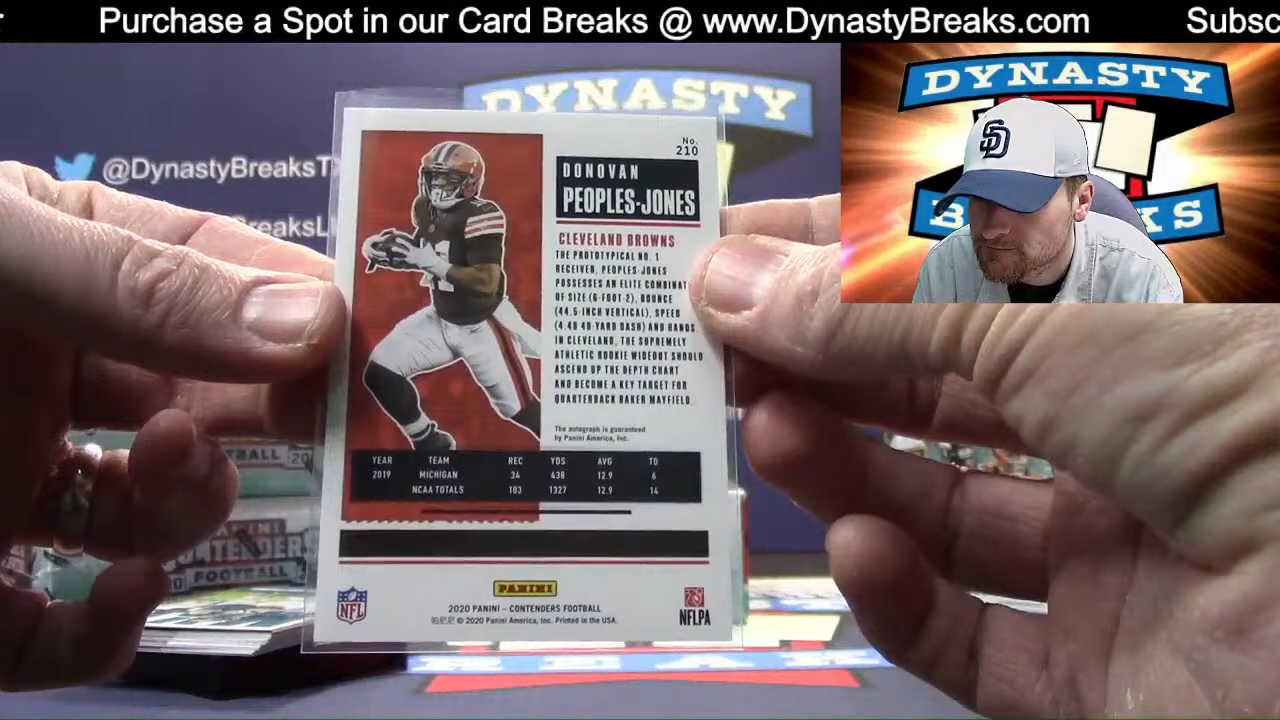 Purchase a Spot in our Card Breaks @ www.DynastyBreaks.com Subsc
DYNASTY
@DynastyBreaksTX
DYNASTY
SD
KS
No.
210
DONOVAN
PEOPLES-JONES
CLEVELAND BROWNS
THE PROTOTYPICAL NO. 1
RECEIVER, PEOPLES-JONES
POSSESSES AN ELITE COMBINAT
OF SIZE (6-FOOT-2), BOUNCE
(44.5-INCH VERTICAL), SPEED
(4.48 40-YARD DASH) AND HANDS
IN CLEVELAND, THE SUPREMELY
ATHLETIC ROOKIE WIDEOUT SHOULD
ASCEND UP THE DEPTH CHART
AND BECOME A KEY TARGET FOR
QUARTERBACK BAKER MAYFIELD.
The autograph is guaranteed
by Panini America, Inc.
YEAR TEAM REC YDS AVG TD
2019 MICHIGAN 34 438 12.9 6
NCAA TOTALS 103 1327 12.9 14
PANINI
NFL
NFLPA
2020 PANINI - CONTENDERS FOOTBALL
© 2020 Panini America, Inc. Printed in the USA.
PANINI
CONTENDERS
FOOTBALL